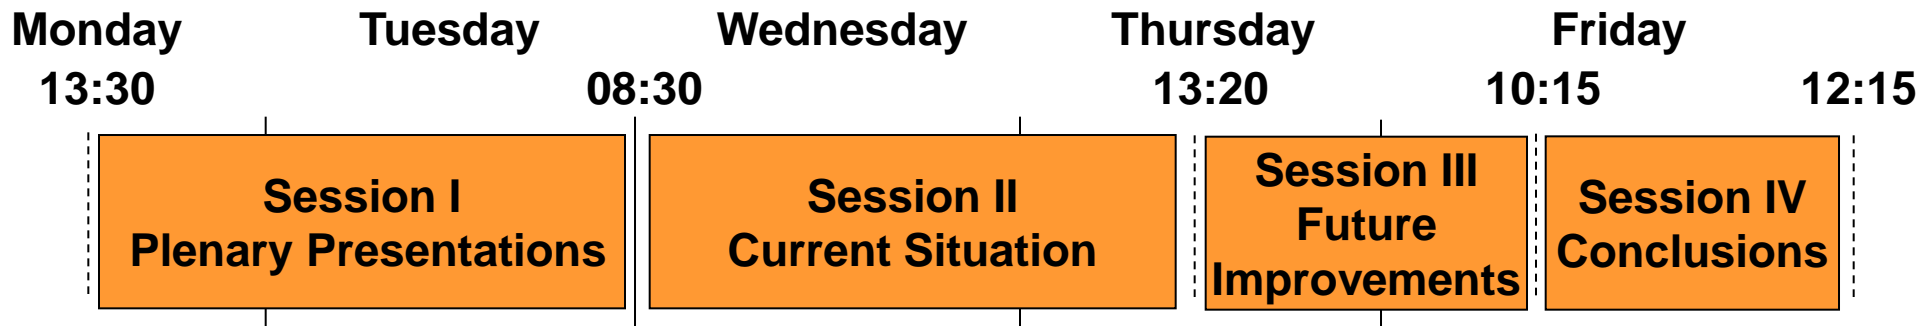 Monday Tuesday Wednesday Thursday Friday
13:30 08:30 13:20 10:15 12:15
Session I
Plenary Presentations
Session II
Current Situation
Session III
Future
Improvements
Session IV
Conclusions